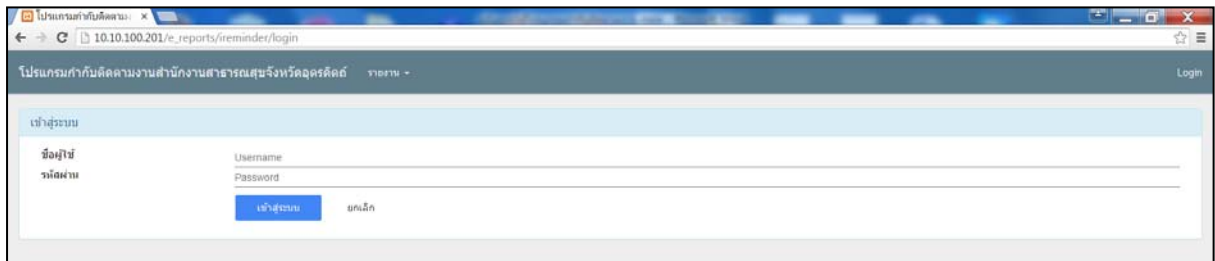 โปรแกรมกำกับติดตาม
10.10.100.201/e_reports/ireminder/login
โปรแกรมกำกับติดตามงานสำนักงานสาธารณสุขจังหวัดอุตรดิตถ์ รายงาน Login
เข้าสู่ระบบ
ชื่อผู้ใช้ Username
รหัสผ่าน Password
เข้าสู่ระบบ ยกเลิก